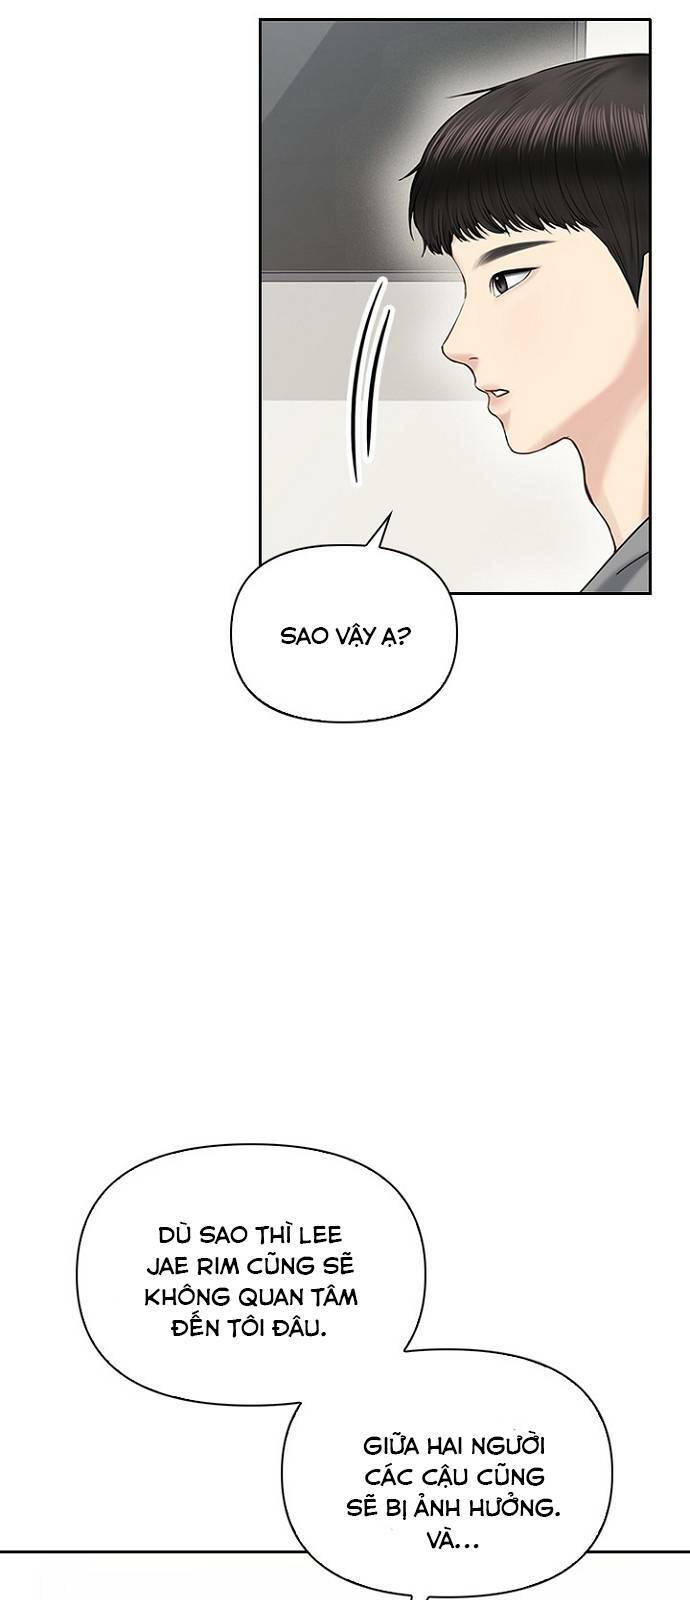 SAO VẬY Ạ?
DÙ SAO THÌ LEE
JAE RIM CŨNG SẼ
KHÔNG QUAN TÂM
ĐẾN TÔI ĐÂU.
GIỮA HAI NGƯỜI
CÁC CẬU CŨNG
SẼ BỊ ẢNH HƯỞNG.
VÀ...